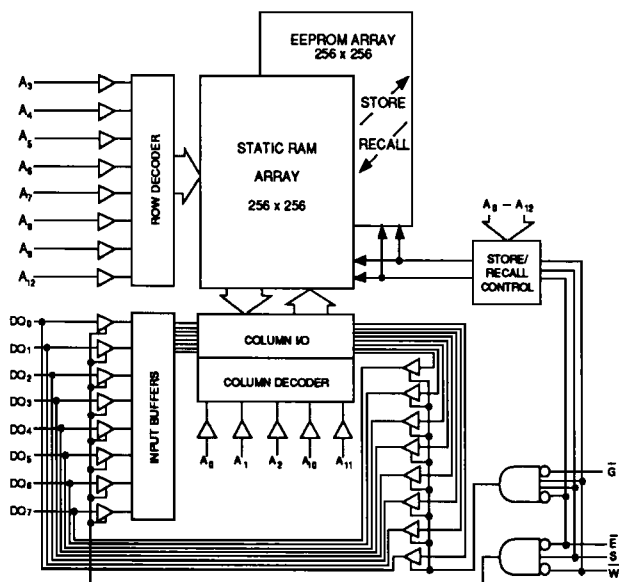 EEPROM ARRAY
256 x 256
STORE
RECALL
STATIC RAM
ARRAY
256 x 256
A3
A4
A5
A6
A7
A8
A9
A12
ROW DECODER
A0 – A12
STORE/
RECALL
CONTROL
DQ0
DQ1
DQ2
DQ3
DQ4
DQ5
DQ6
DQ7
INPUT BUFFERS
COLUMN I/O
COLUMN DECODER
A0
A1
A2
A10
A11
G
E
S
W